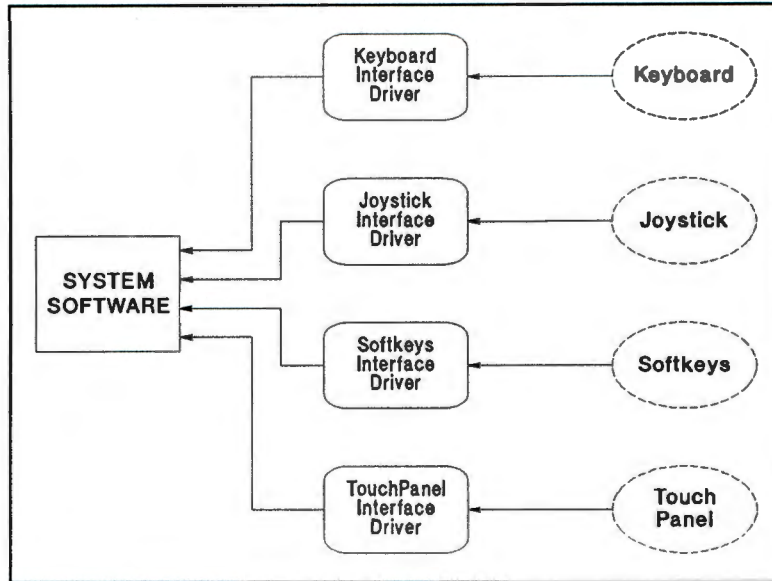 Keyboard
Interface
Driver
Keyboard
Joystick
Interface
Driver
Joystick
SYSTEM
SOFTWARE
Softkeys
Interface
Driver
Softkeys
TouchPanel
Interface
Driver
Touch
Panel